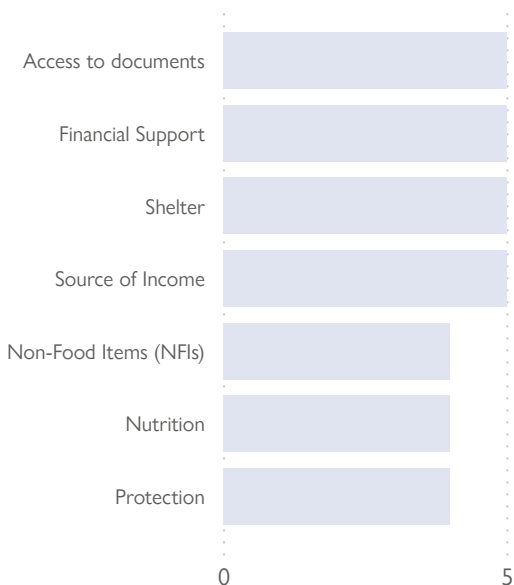 Access to documents
Financial Support
Shelter
Source of Income
Non-Food Items (NFIs)
Nutrition
Protection
0 5